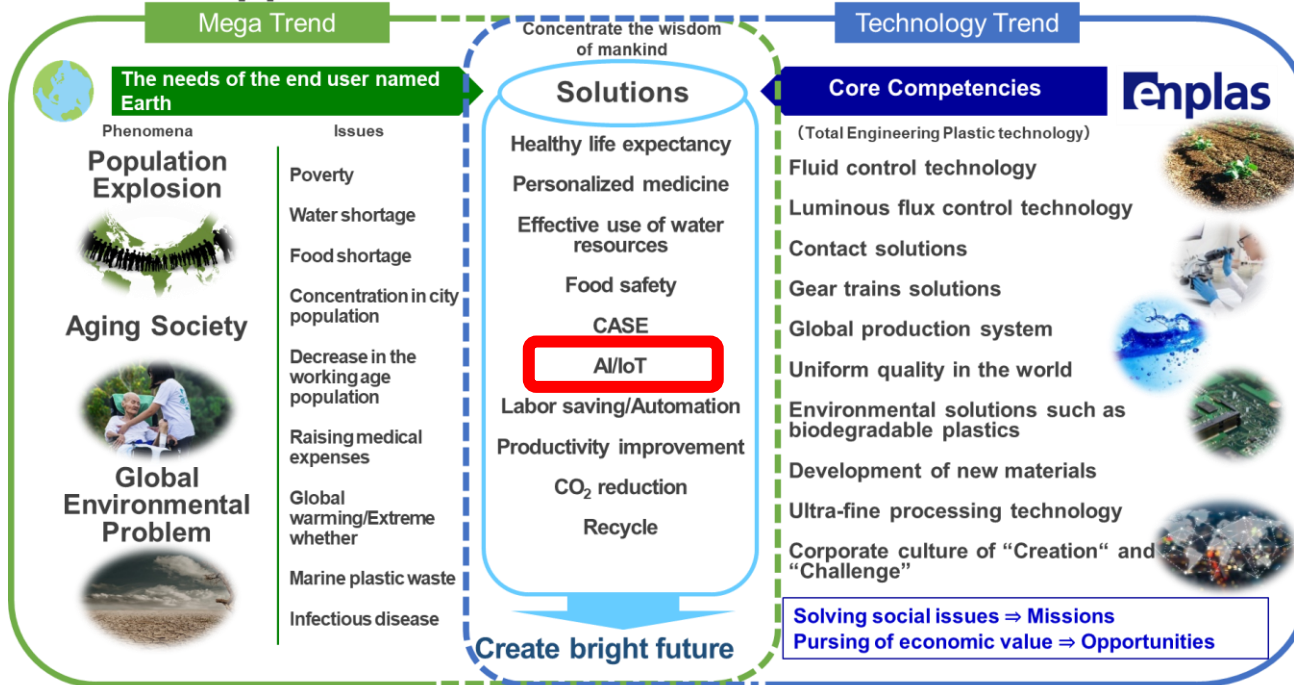 Mega Trend
The needs of the end user named
Earth
Phenomena
Issues
Population
Explosion
Aging Society
Global
Environmental
Problem
Poverty
Water shortage
Food shortage
Concentration in city
population
Decrease in the
working age
population
Raising medical
expenses
Global
warming/Extreme
whether
Marine plastic waste
Infectious disease
Concentrate the wisdom
of mankind
Solutions
Healthy life expectancy
Personalized medicine
Effective use of water
resources
Food safety
CASE
AI/IoT
Labor saving/Automation
Productivity improvement
CO₂ reduction
Recycle
Create bright future
Technology Trend
Core Competencies
enplas
(Total Engineering Plastic technology)
Fluid control technology
Luminous flux control technology
Contact solutions
Gear trains solutions
Global production system
Uniform quality in the world
Environmental solutions such as
biodegradable plastics
Development of new materials
Ultra-fine processing technology
Corporate culture of “Creation“ and
“Challenge”
Solving social issues ⇒ Missions
Pursing of economic value ⇒ Opportunities